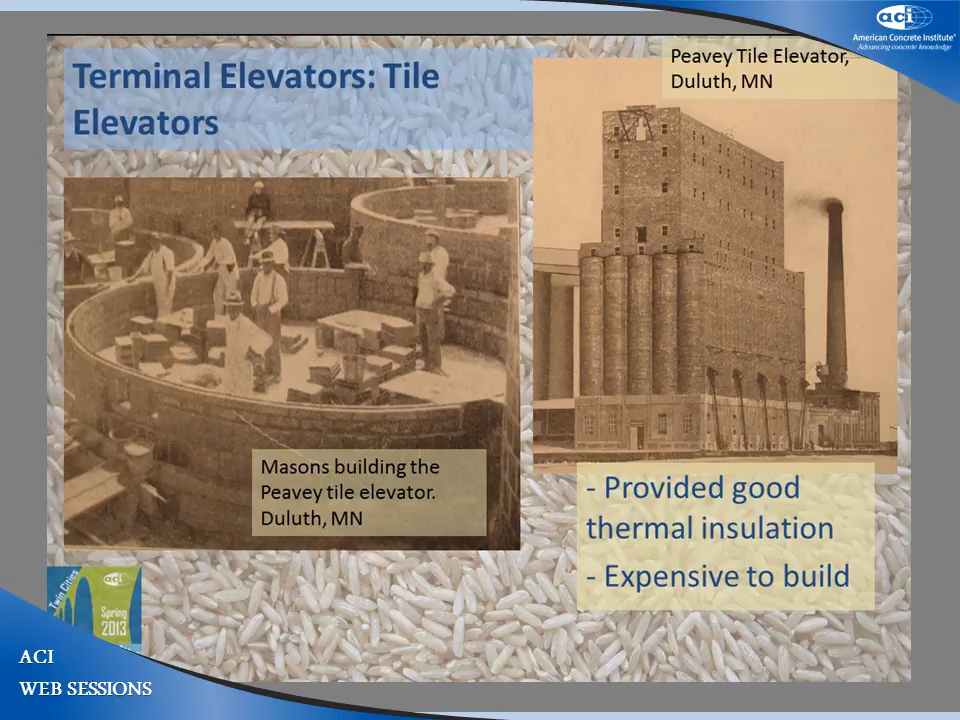 aci
American Concrete Institute®
Advancing concrete knowledge
Terminal Elevators: Tile
Elevators
Peavey Tile Elevator,
Duluth, MN
Masons building the
Peavey tile elevator.
Duluth, MN
- Provided good
thermal insulation
- Expensive to build
aci
Twin Cities
Spring
2013
ACI
WEB SESSIONS